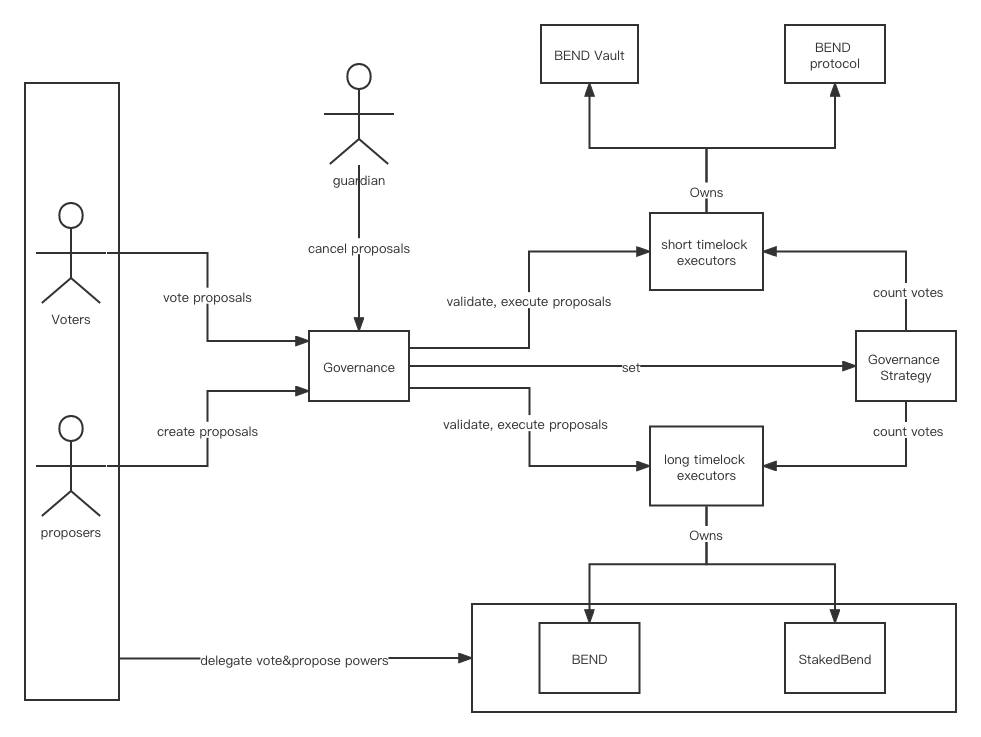 BEND Vault
BEND
protocol
guardian
Owns
cancel proposals
short timelock
executors
vote proposals
validate, execute proposals
count votes
Voters
Governance
set
Governance
Strategy
create proposals
validate, execute proposals
count votes
long timelock
executors
proposers
Owns
delegate vote&propose powers
BEND
StakedBend